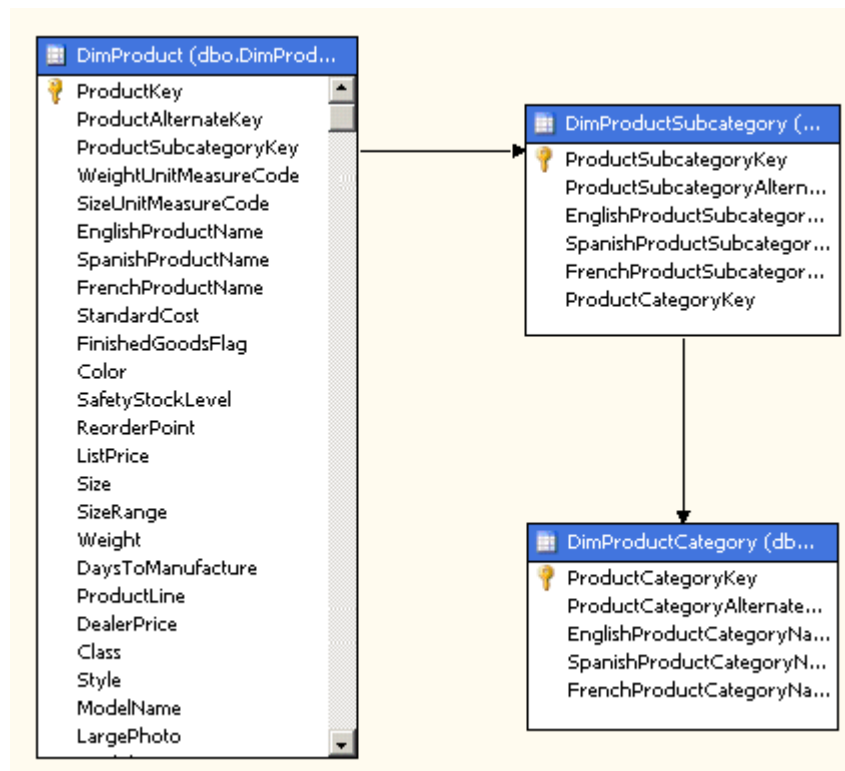 DimProduct (dbo.DimProd...
ProductKey
ProductAlternateKey
ProductSubcategoryKey
WeightUnitMeasureCode
SizeUnitMeasureCode
EnglishProductName
SpanishProductName
FrenchProductName
StandardCost
FinishedGoodsFlag
Color
SafetyStockLevel
ReorderPoint
ListPrice
Size
SizeRange
Weight
DaysToManufacture
ProductLine
DealerPrice
Class
Style
ModelName
LargePhoto
DimProductSubcategory (...
ProductSubcategoryKey
ProductSubcategoryAltern...
EnglishProductSubcategor...
SpanishProductSubcategor...
FrenchProductSubcategor...
ProductCategoryKey
DimProductCategory (db...
ProductCategoryKey
ProductCategoryAlternate...
EnglishProductCategoryNa...
SpanishProductCategoryN...
FrenchProductCategoryNa...